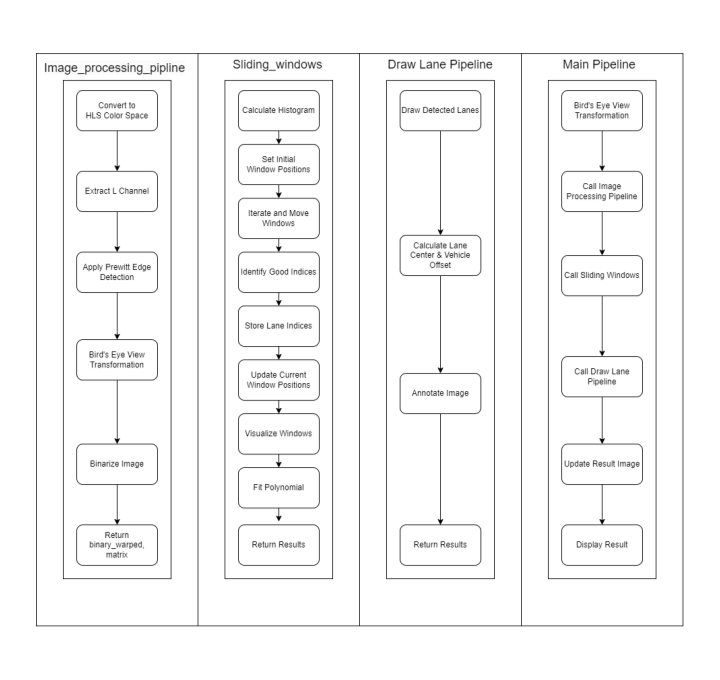 Image_processing_pipline
Convert to
HLS Color Space
Extract L Channel
Apply Prewitt Edge
Detection
Bird's Eye View
Transformation
Binarize Image
Return
binary_warped,
matrix
Sliding_windows
Calculate Histogram
Set Initial
Window Positions
Iterate and Move
Windows
Identify Good Indices
Store Lane Indices
Update Current
Window Positions
Visualize Windows
Fit Polynomial
Return Results
Draw Lane Pipeline
Draw Detected Lanes
Calculate Lane
Center & Vehicle
Offset
Annotate Image
Return Results
Main Pipeline
Bird's Eye View
Transformation
Call Image
Processing Pipeline
Call Sliding Windows
Call Draw Lane
Pipeline
Update Result Image
Display Result